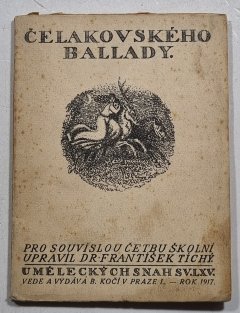 ČELAKOVSKÉHO
BALLADY.
PRO SOUVISLOU ČETBU ŠKOLNÍ
UPRAVIL DR·FRANTIŠEK TICHÝ
UMĚLECKÝCH SNAH SV.LXV.
VEDE A VYDÁVÁ B. KOČÍ V PRAZE I. — ROK 1917.